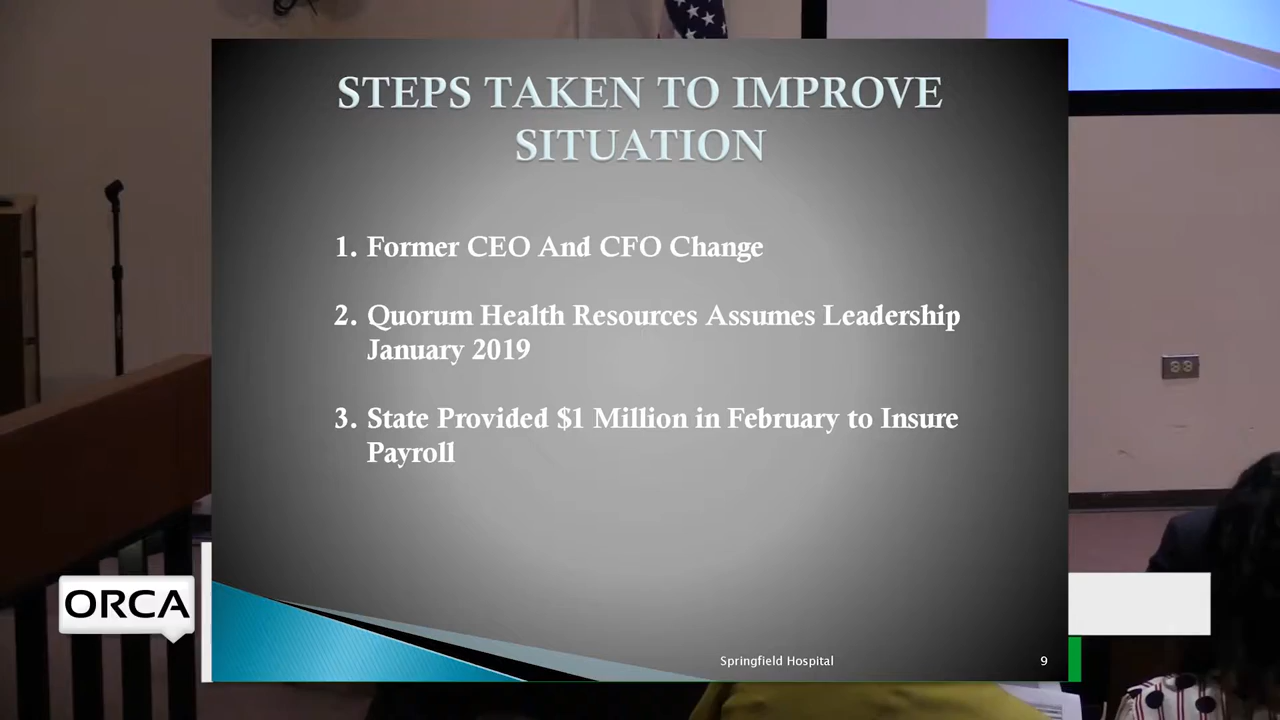 STEPS TAKEN TO IMPROVE
SITUATION
1. Former CEO And CFO Change
2. Quorum Health Resources Assumes Leadership
January 2019
3. State Provided $1 Million in February to Insure
Payroll
ORCA
Springfield Hospital
9